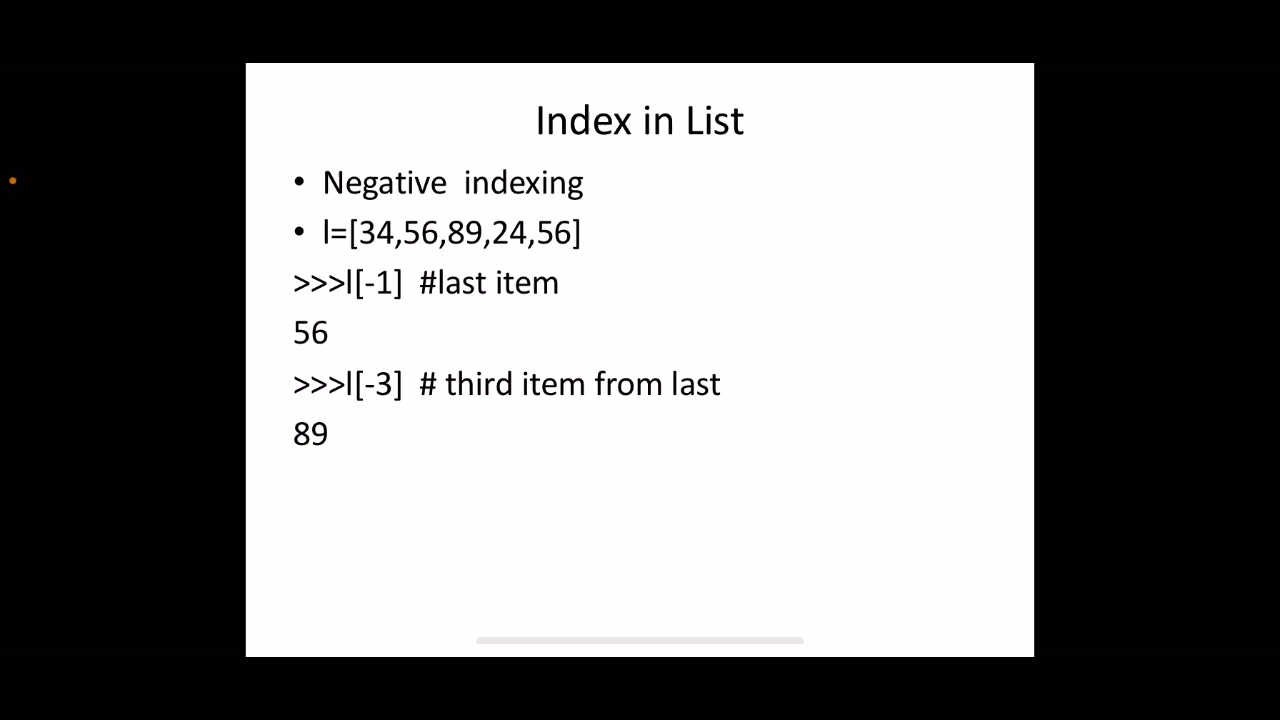 Index in List
• Negative  indexing
• l=[34,56,89,24,56]
>>>l[-1]  #last item
56
>>>l[-3]  # third item from last
89